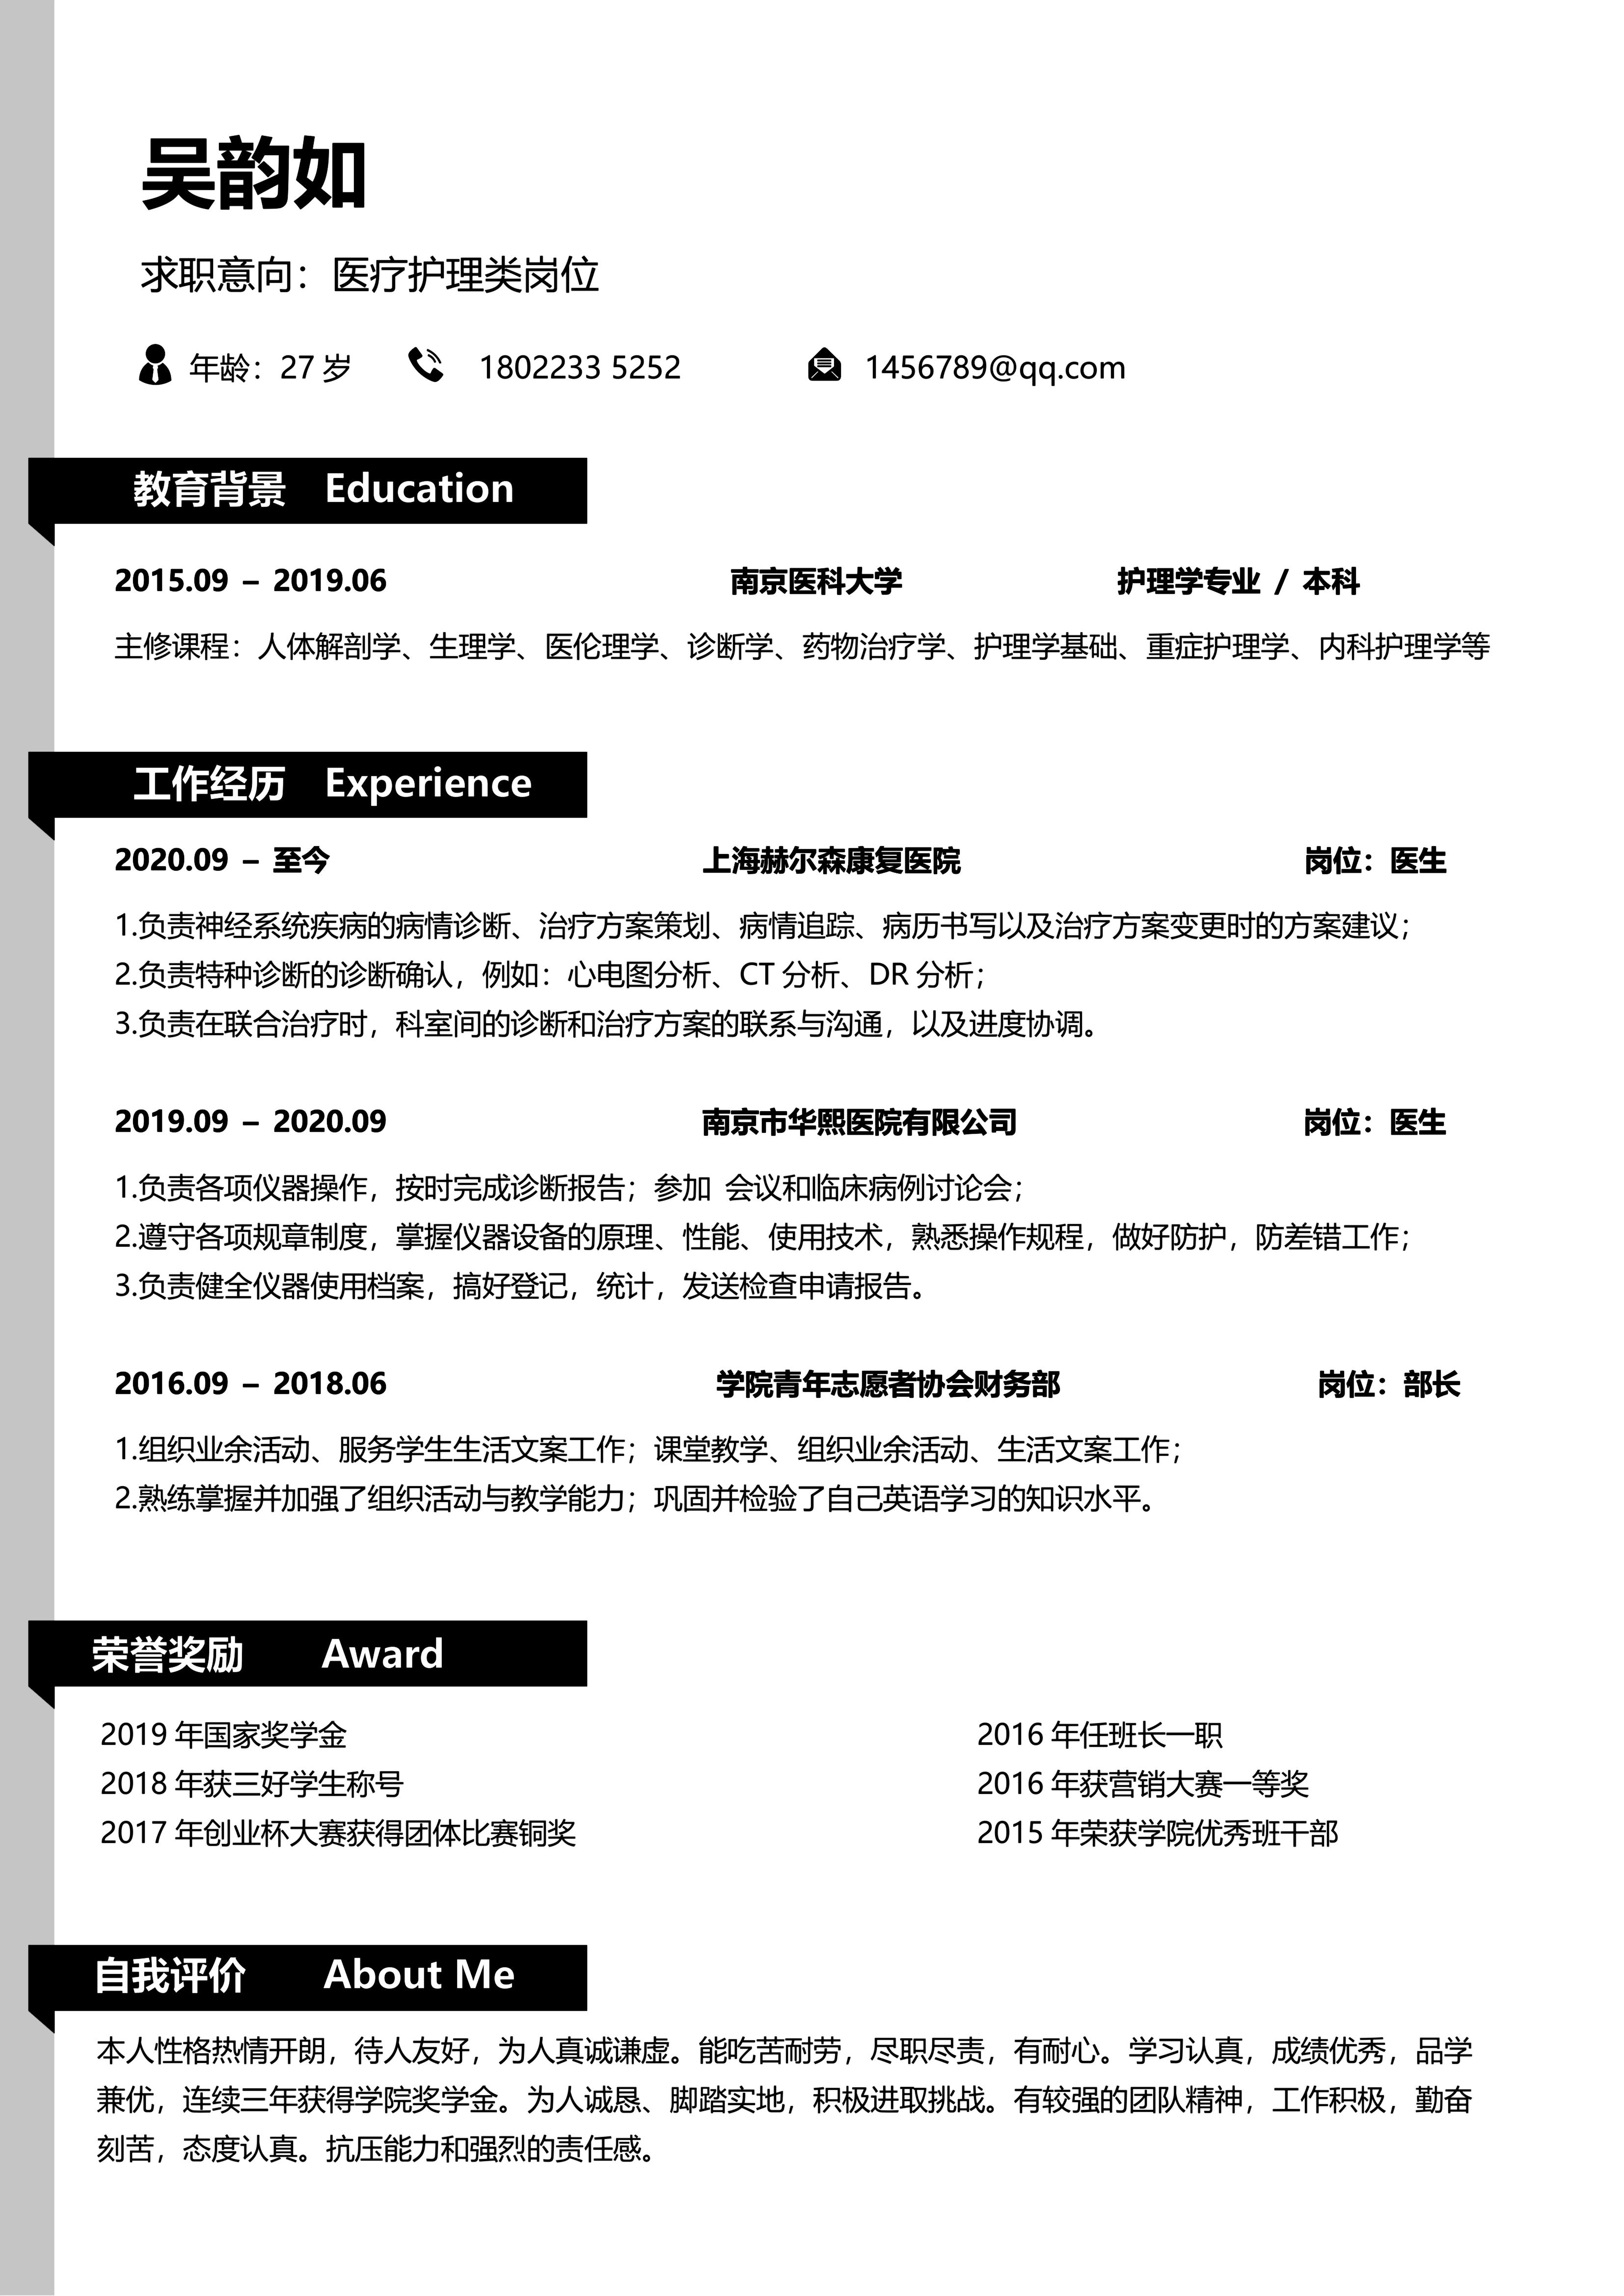 吴韵如
求职意向：医疗护理类岗位
年龄：27 岁 1802233 5252 1456789@qq.com
教育背景 Education
2015.09 – 2019.06 南京医科大学 护理学专业 / 本科
主修课程：人体解剖学、生理学、医伦理学、诊断学、药物治疗学、护理学基础、重症护理学、内科护理学等
工作经历 Experience
2020.09 – 至今 上海赫尔森康复医院 岗位：医生
1.负责神经系统疾病的病情诊断、治疗方案策划、病情追踪、病历书写以及治疗方案变更时的方案建议；
2.负责特种诊断的诊断确认，例如：心电图分析、CT 分析、DR 分析；
3.负责在联合治疗时，科室间的诊断和治疗方案的联系与沟通，以及进度协调。
2019.09 – 2020.09 南京市华熙医院有限公司 岗位：医生
1.负责各项仪器操作，按时完成诊断报告；参加 会议和临床病例讨论会；
2.遵守各项规章制度，掌握仪器设备的原理、性能、使用技术，熟悉操作规程，做好防护，防差错工作；
3.负责健全仪器使用档案，搞好登记，统计，发送检查申请报告。
2016.09 – 2018.06 学院青年志愿者协会财务部 岗位：部长
1.组织业余活动、服务学生生活文案工作；课堂教学、组织业余活动、生活文案工作；
2.熟练掌握并加强了组织活动与教学能力；巩固并检验了自己英语学习的知识水平。
荣誉奖励 Award
2019 年国家奖学金 2016 年任班长一职
2018 年获三好学生称号 2016 年获营销大赛一等奖
2017 年创业杯大赛获得团体比赛铜奖 2015 年荣获学院优秀班干部
自我评价 About Me
本人性格热情开朗，待人友好，为人真诚谦虚。能吃苦耐劳，尽职尽责，有耐心。学习认真，成绩优秀，品学
兼优，连续三年获得学院奖学金。为人诚恳、脚踏实地，积极进取挑战。有较强的团队精神，工作积极，勤奋
刻苦，态度认真。抗压能力和强烈的责任感。